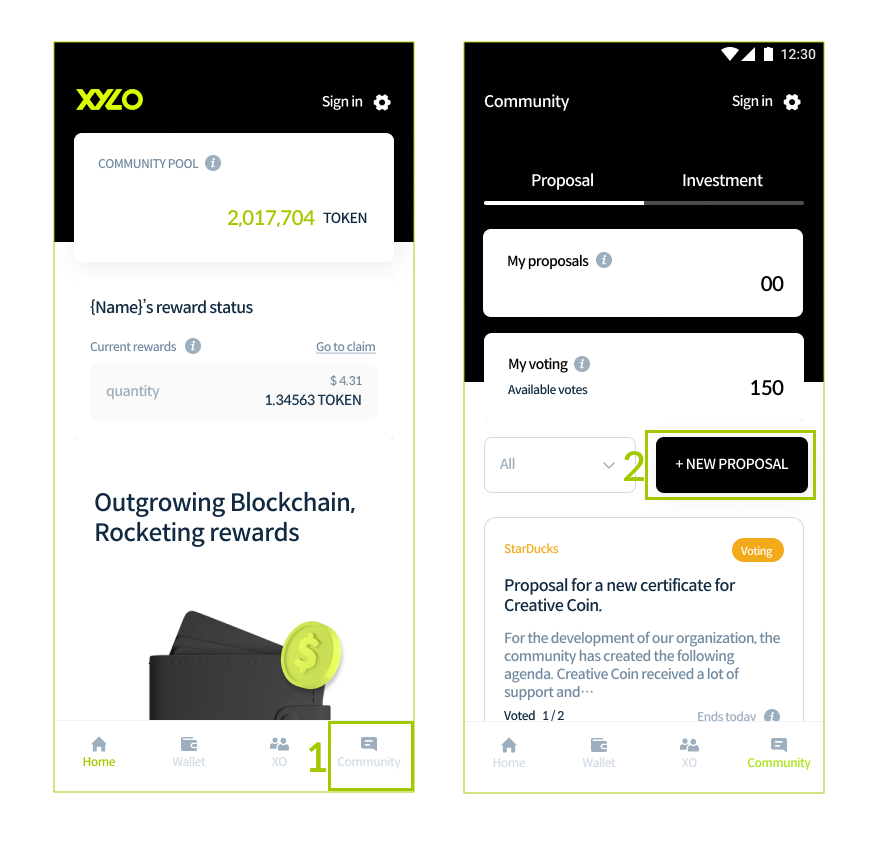 XYLO
Sign in
COMMUNITY POOL i
2,017,704 TOKEN
{Name}'s reward status
Current rewards i
Go to claim
quantity
$ 4.31
1.34563 TOKEN
Outgrowing Blockchain,
Rocketing rewards
$
Home
Wallet
XO
1
Community
12:30
Community
Sign in
Proposal
Investment
My proposals i
00
My voting i
Available votes
150
All
2
+ NEW PROPOSAL
StarDucks
Voting
Proposal for a new certificate for
Creative Coin.
For the development of our organization, the
community has created the following
agenda. Creative Coin received a lot of
support and⋯
Voted 1 / 2
Ends today i
Home
Wallet
XO
Community